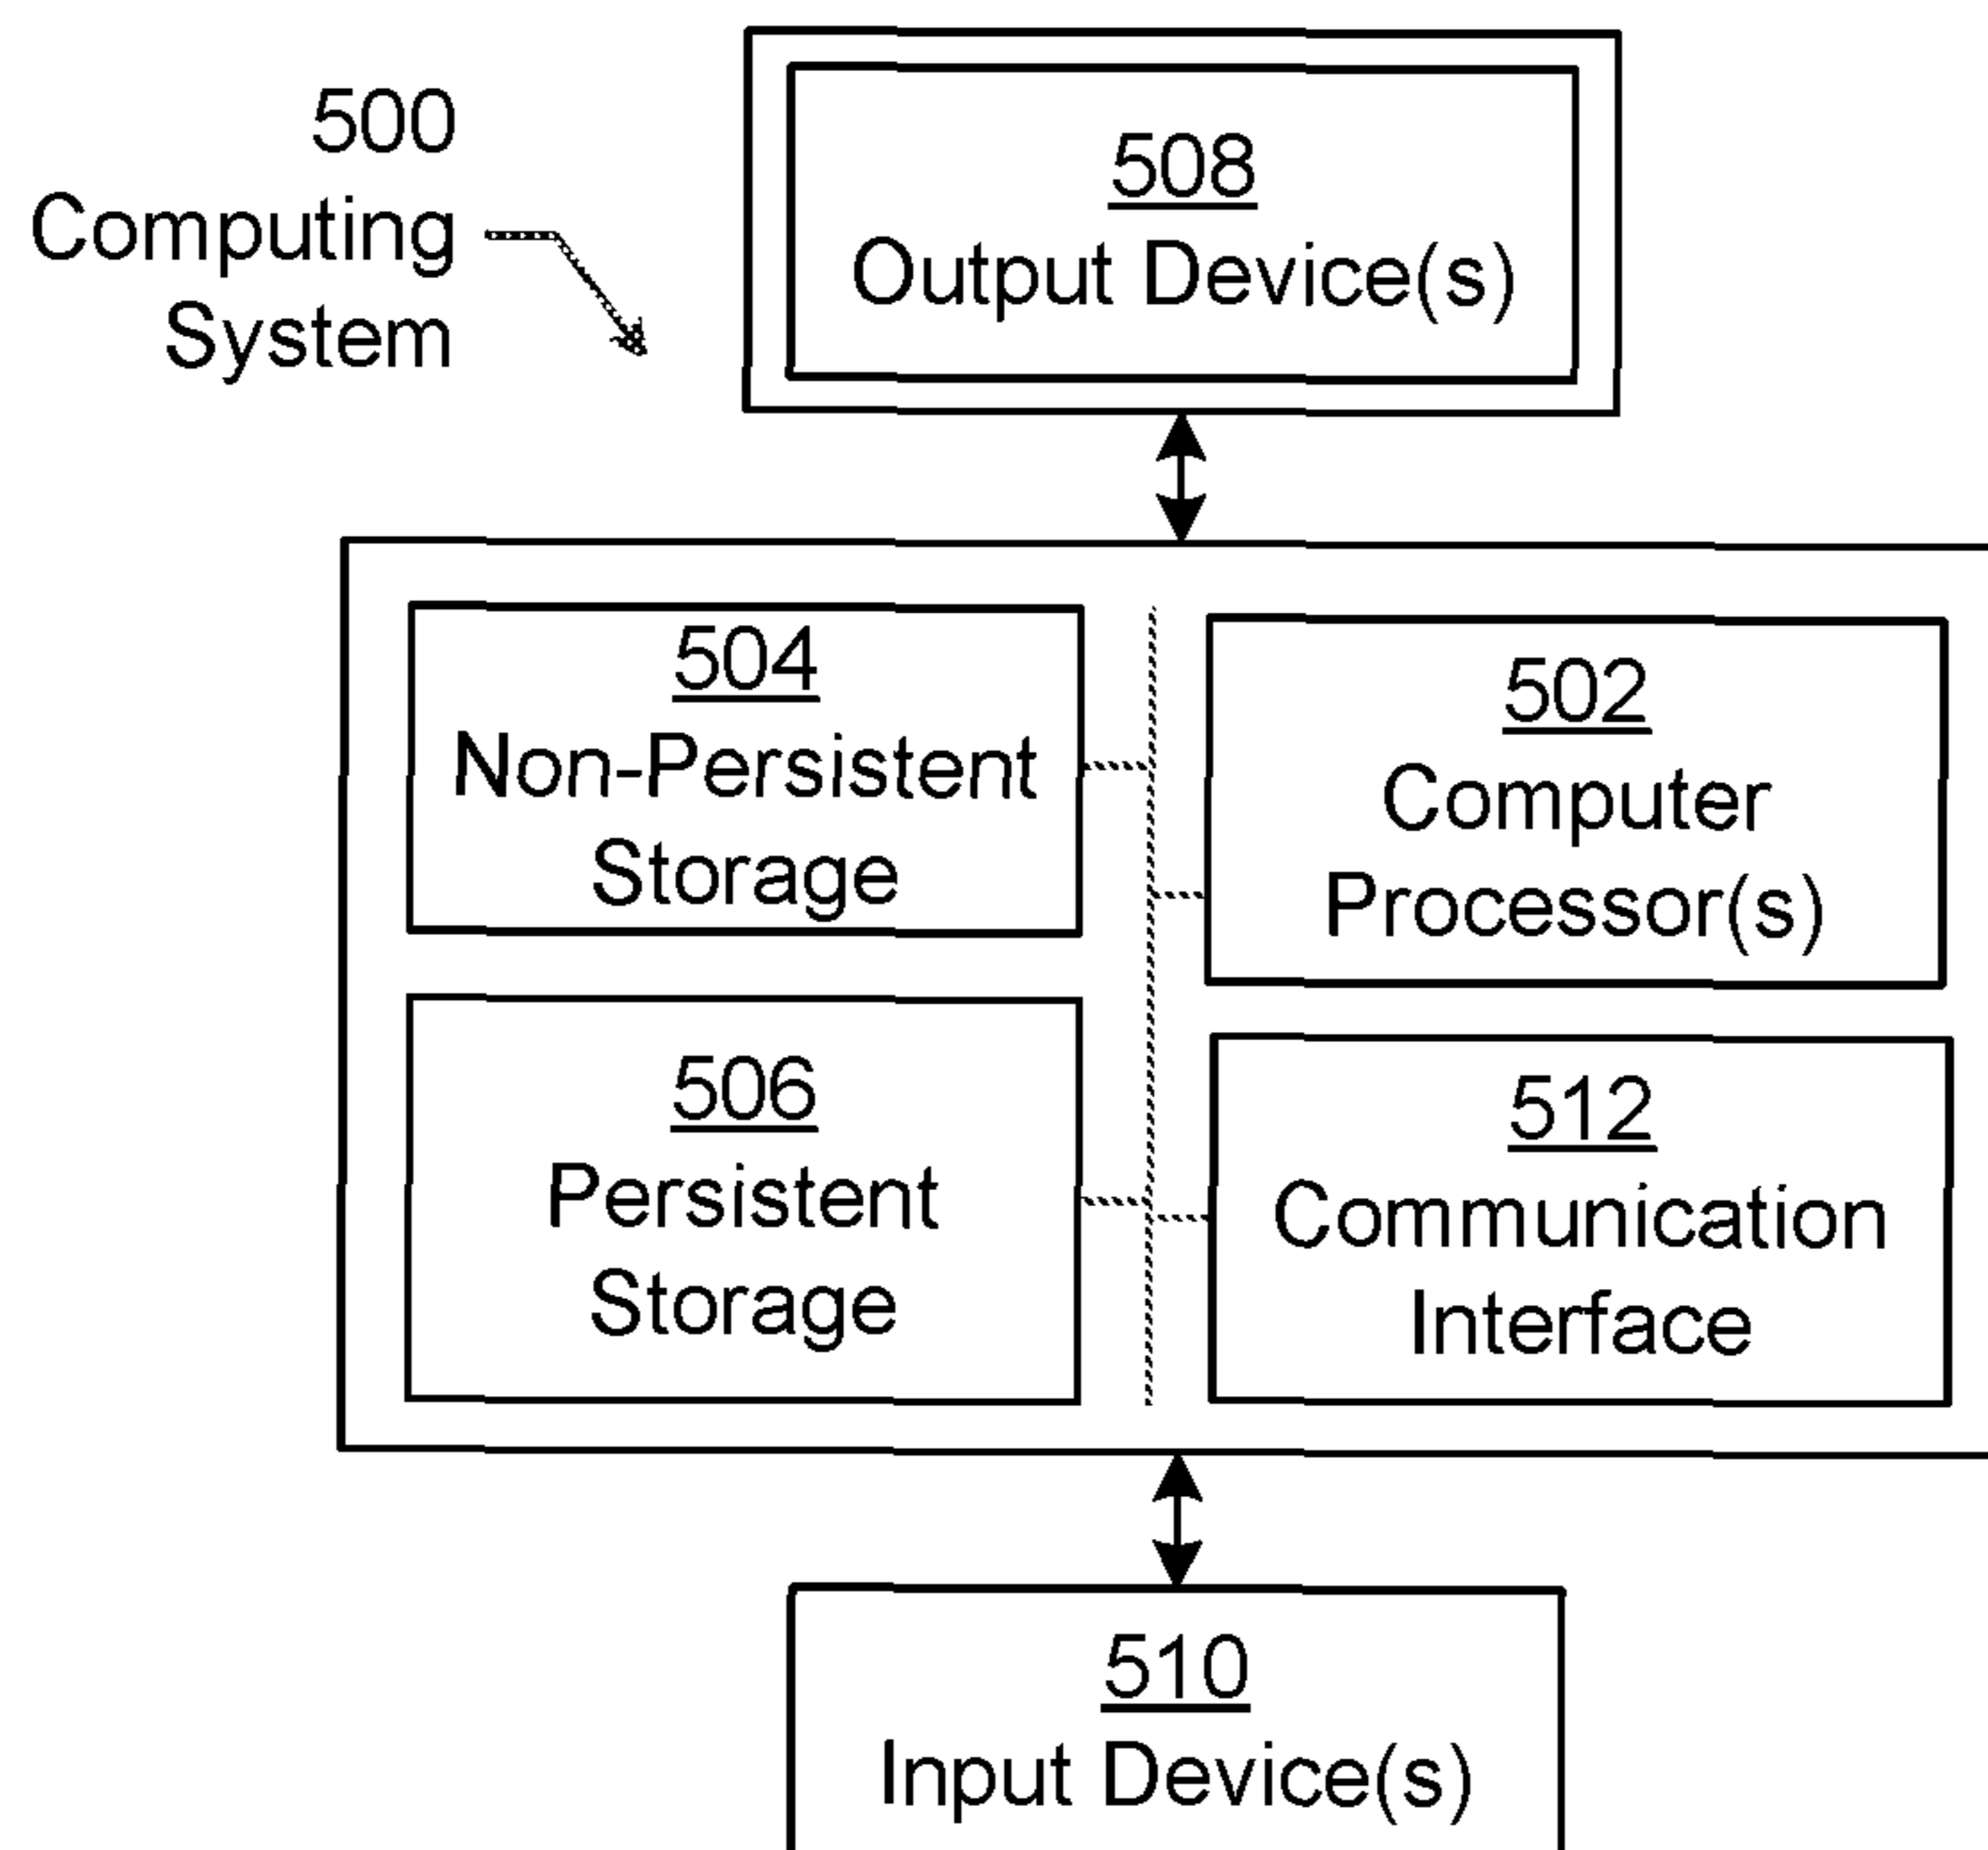 500
Computing
System
508
Output Device(s)
504
Non-Persistent
Storage
502
Computer
Processor(s)
506
Persistent
Storage
512
Communication
Interface
510
Input Device(s)